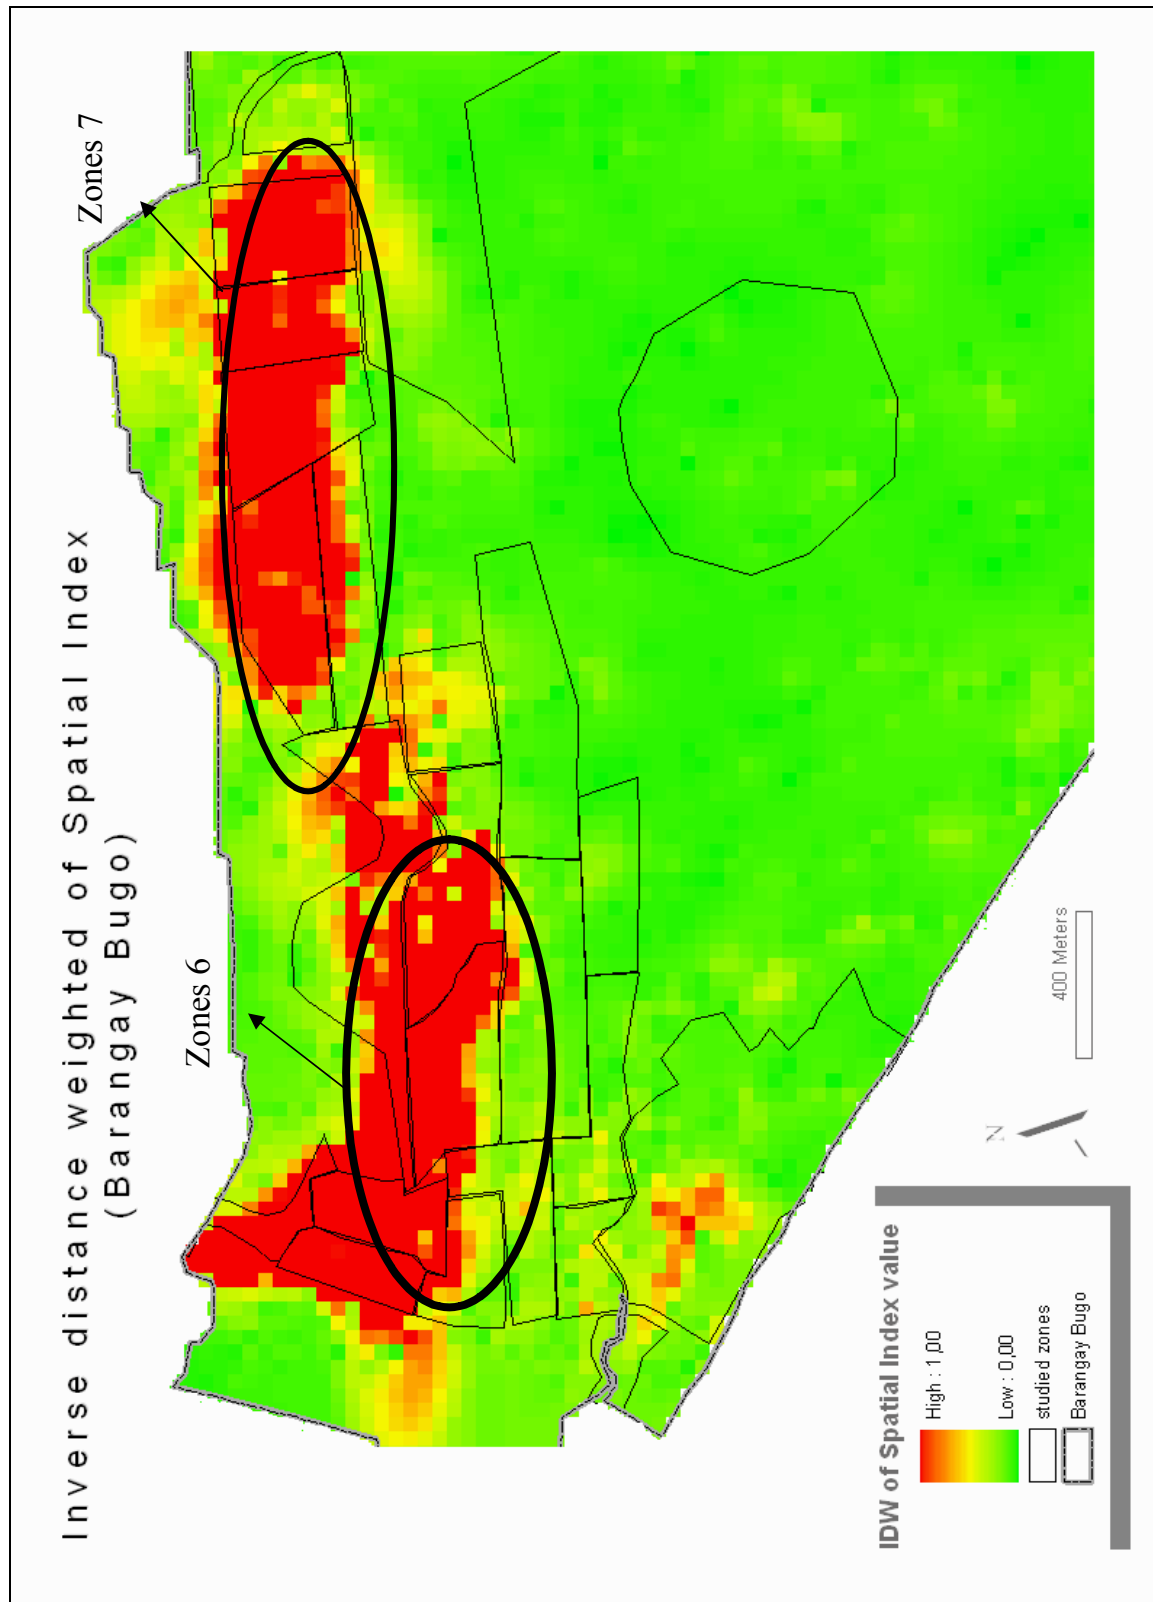 Inverse distance weighted of Spatial Index
(Barangay Bugo)
Zones 6
Zones 7
N
400 Meters
IDW of Spatial Index value
High : 1,00
Low : 0,00
studied zones
Barangay Bugo